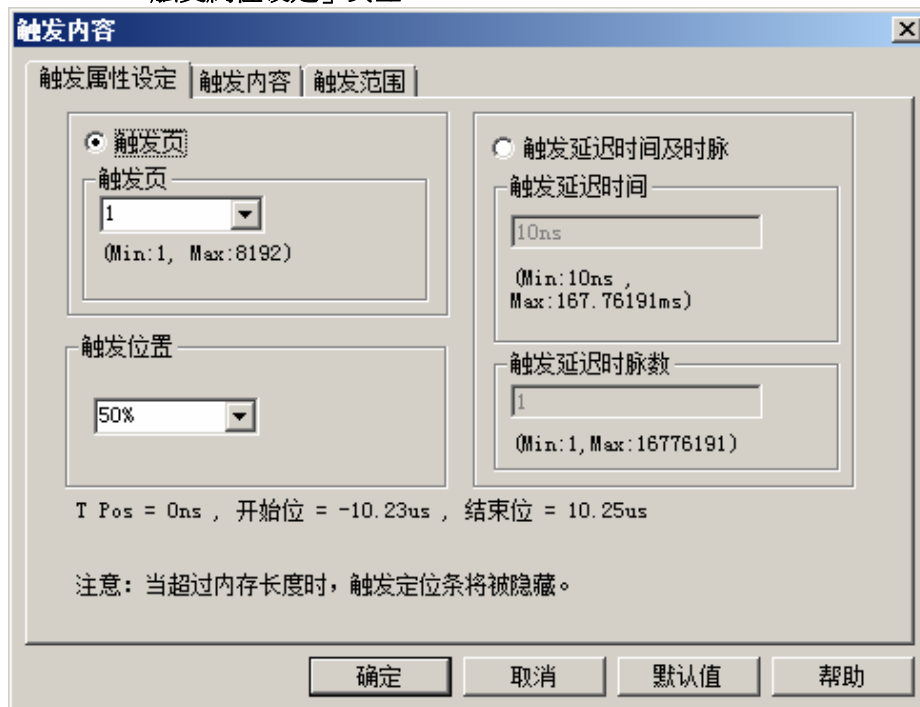 触发内容
触发属性设定 触发内容 触发范围
触发页
触发页
1
(Min:1, Max:8192)
触发位置
50%
触发延迟时间及时脉
触发延迟时间
10ns
(Min:10ns ,
Max:167.76191ms)
触发延迟时脉数
1
(Min:1,Max:16776191)
T Pos = 0ns , 开始位 = -10.23us , 结束位 = 10.25us
注意: 当超过内存长度时，触发定位条将被隐藏。
确定 取消 默认值 帮助